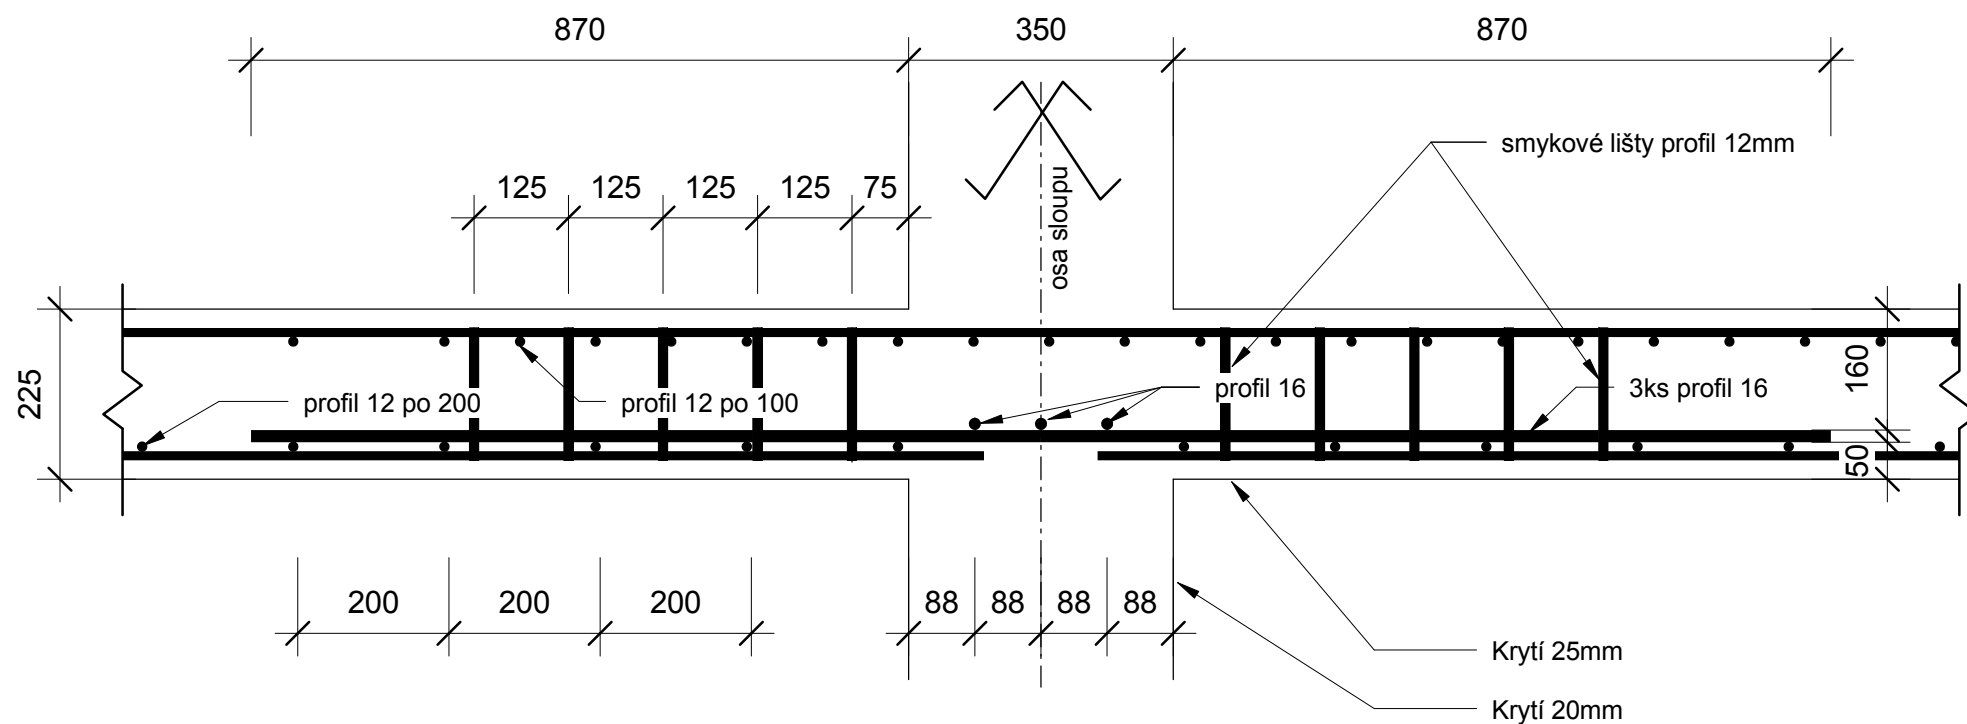 870
350
870
smykové lišty profil 12mm
125
125
125
125
75
osa sloupu
225
profil 12 po 200
profil 12 po 100
profil 16
3ks profil 16
160
50
200
200
200
88
88
88
88
Krytí 25mm
Krytí 20mm